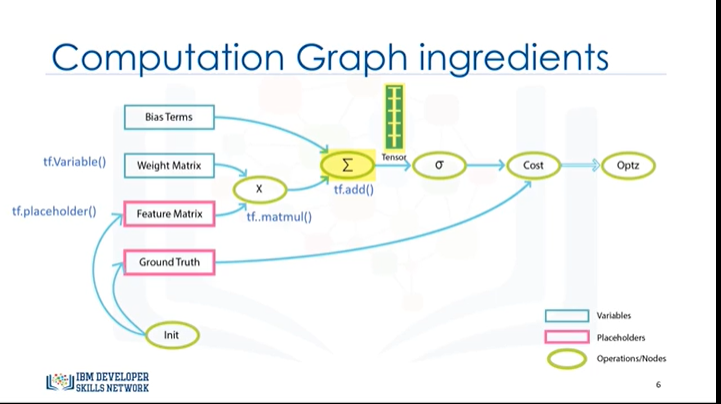 Computation Graph ingredients
Bias Terms
tf.Variable()
Weight Matrix
Σ
Tensor
σ
Cost
Optz
X
tf.add()
tf.placeholder()
Feature Matrix
tf..matmul()
Ground Truth
Init
Variables
Placeholders
Operations/Nodes
IBM DEVELOPER
SKILLS NETWORK
6